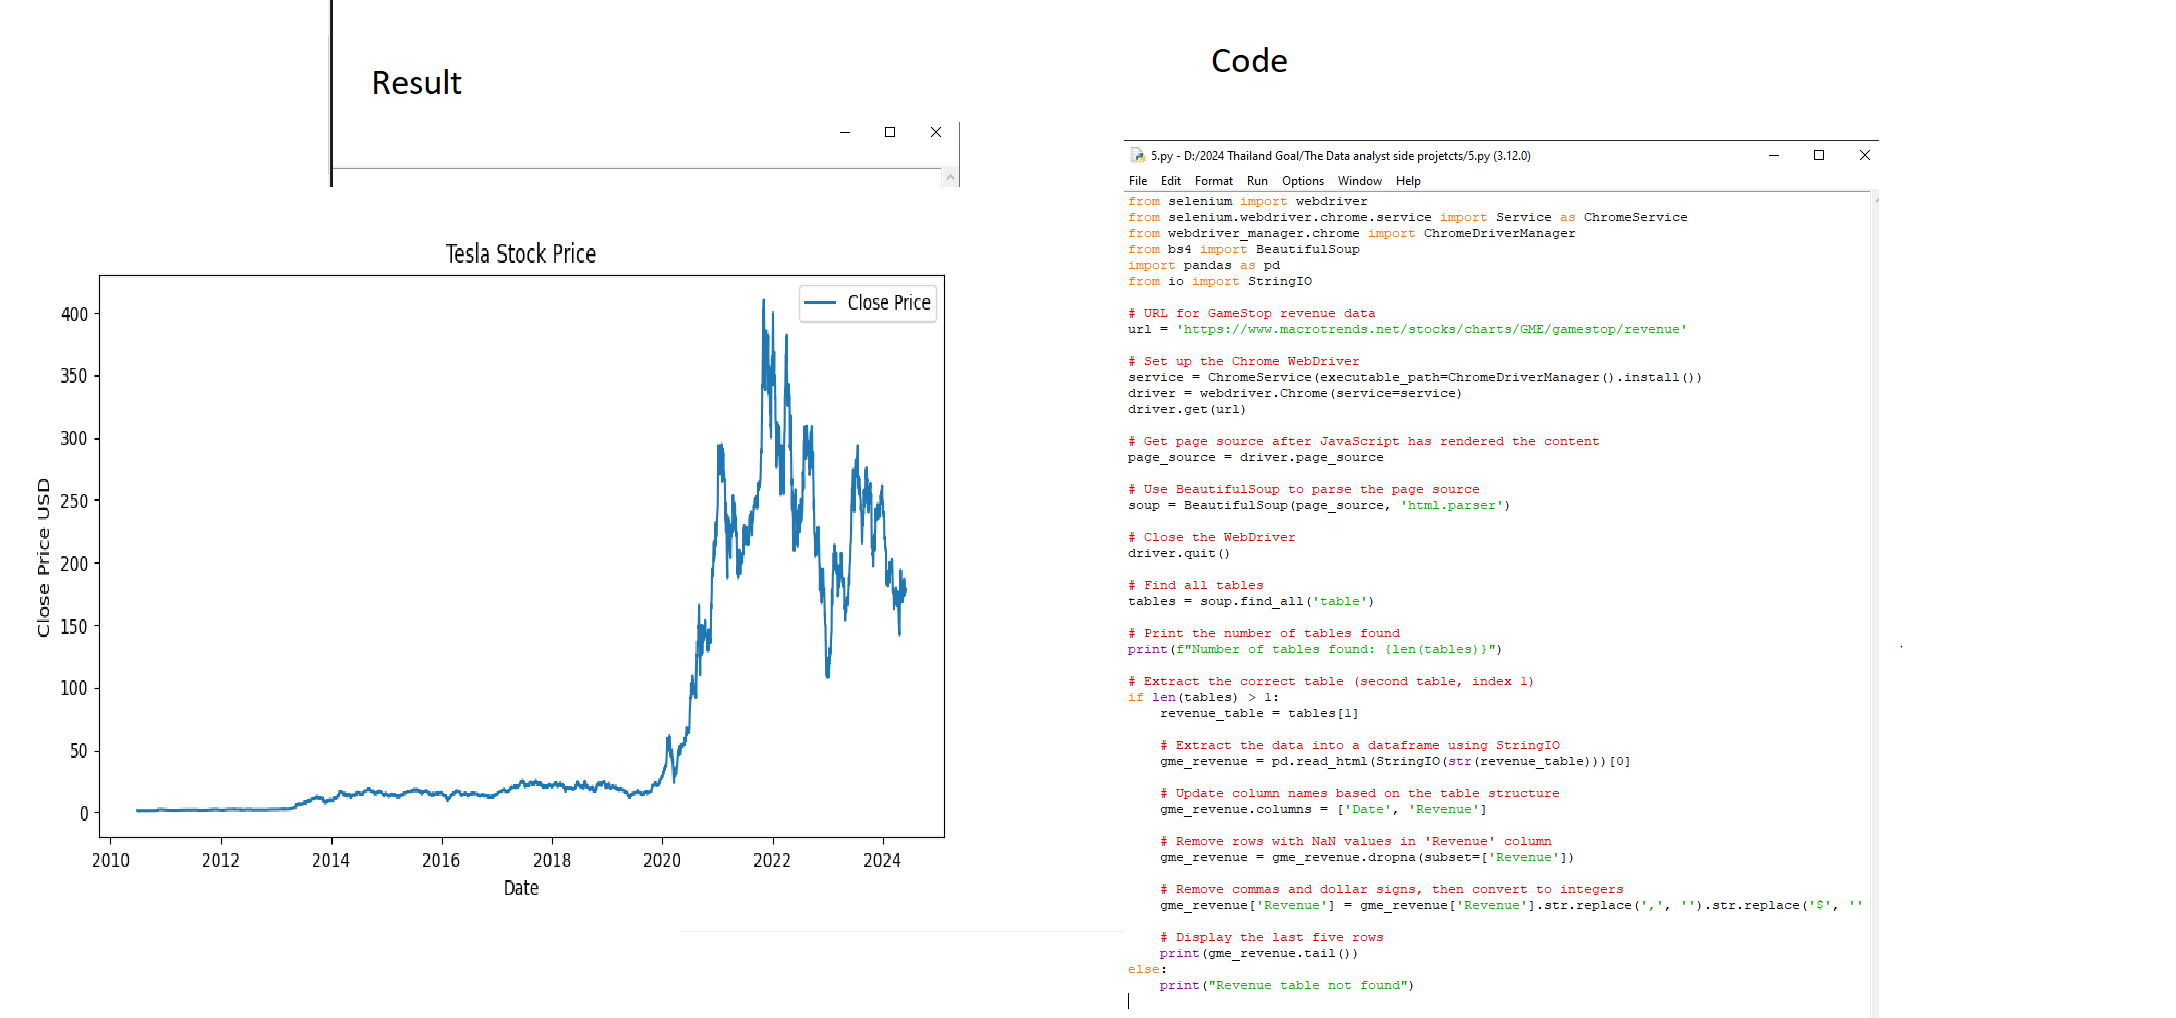 Result
Tesla Stock Price
Close Price
400
350
300
250
200
150
100
50
0
Close Price USD
2010 2012 2014 2016 2018 2020 2022 2024
Date
Code
5.py - D:/2024 Thailand Goal/The Data analyst side projetcts/5.py (3.12.0)
File Edit Format Run Options Window Help
from selenium import webdriver
from selenium.webdriver.chrome.service import Service as ChromeService
from webdriver_manager.chrome import ChromeDriverManager
from bs4 import BeautifulSoup
import pandas as pd
from io import StringIO
# URL for GameStop revenue data
url = 'https://www.macrotrends.net/stocks/charts/GME/gamestop/revenue'
# Set up the Chrome WebDriver
service = ChromeService(executable_path=ChromeDriverManager().install())
driver = webdriver.Chrome(service=service)
driver.get(url)
# Get page source after JavaScript has rendered the content
page_source = driver.page_source
# Use BeautifulSoup to parse the page source
soup = BeautifulSoup(page_source, 'html.parser')
# Close the WebDriver
driver.quit()
# Find all tables
tables = soup.find_all('table')
# Print the number of tables found
print(f"Number of tables found: {len(tables)}")
# Extract the correct table (second table, index 1)
if len(tables) > 1:
    revenue_table = tables[1]
    # Extract the data into a dataframe using StringIO
    gme_revenue = pd.read_html(StringIO(str(revenue_table)))[0]
    # Update column names based on the table structure
    gme_revenue.columns = ['Date', 'Revenue']
    # Remove rows with NaN values in 'Revenue' column
    gme_revenue = gme_revenue.dropna(subset=['Revenue'])
    # Remove commas and dollar signs, then convert to integers
    gme_revenue['Revenue'] = gme_revenue['Revenue'].str.replace(',', '').str.replace('$', ''
    # Display the last five rows
    print(gme_revenue.tail())
else:
    print("Revenue table not found")